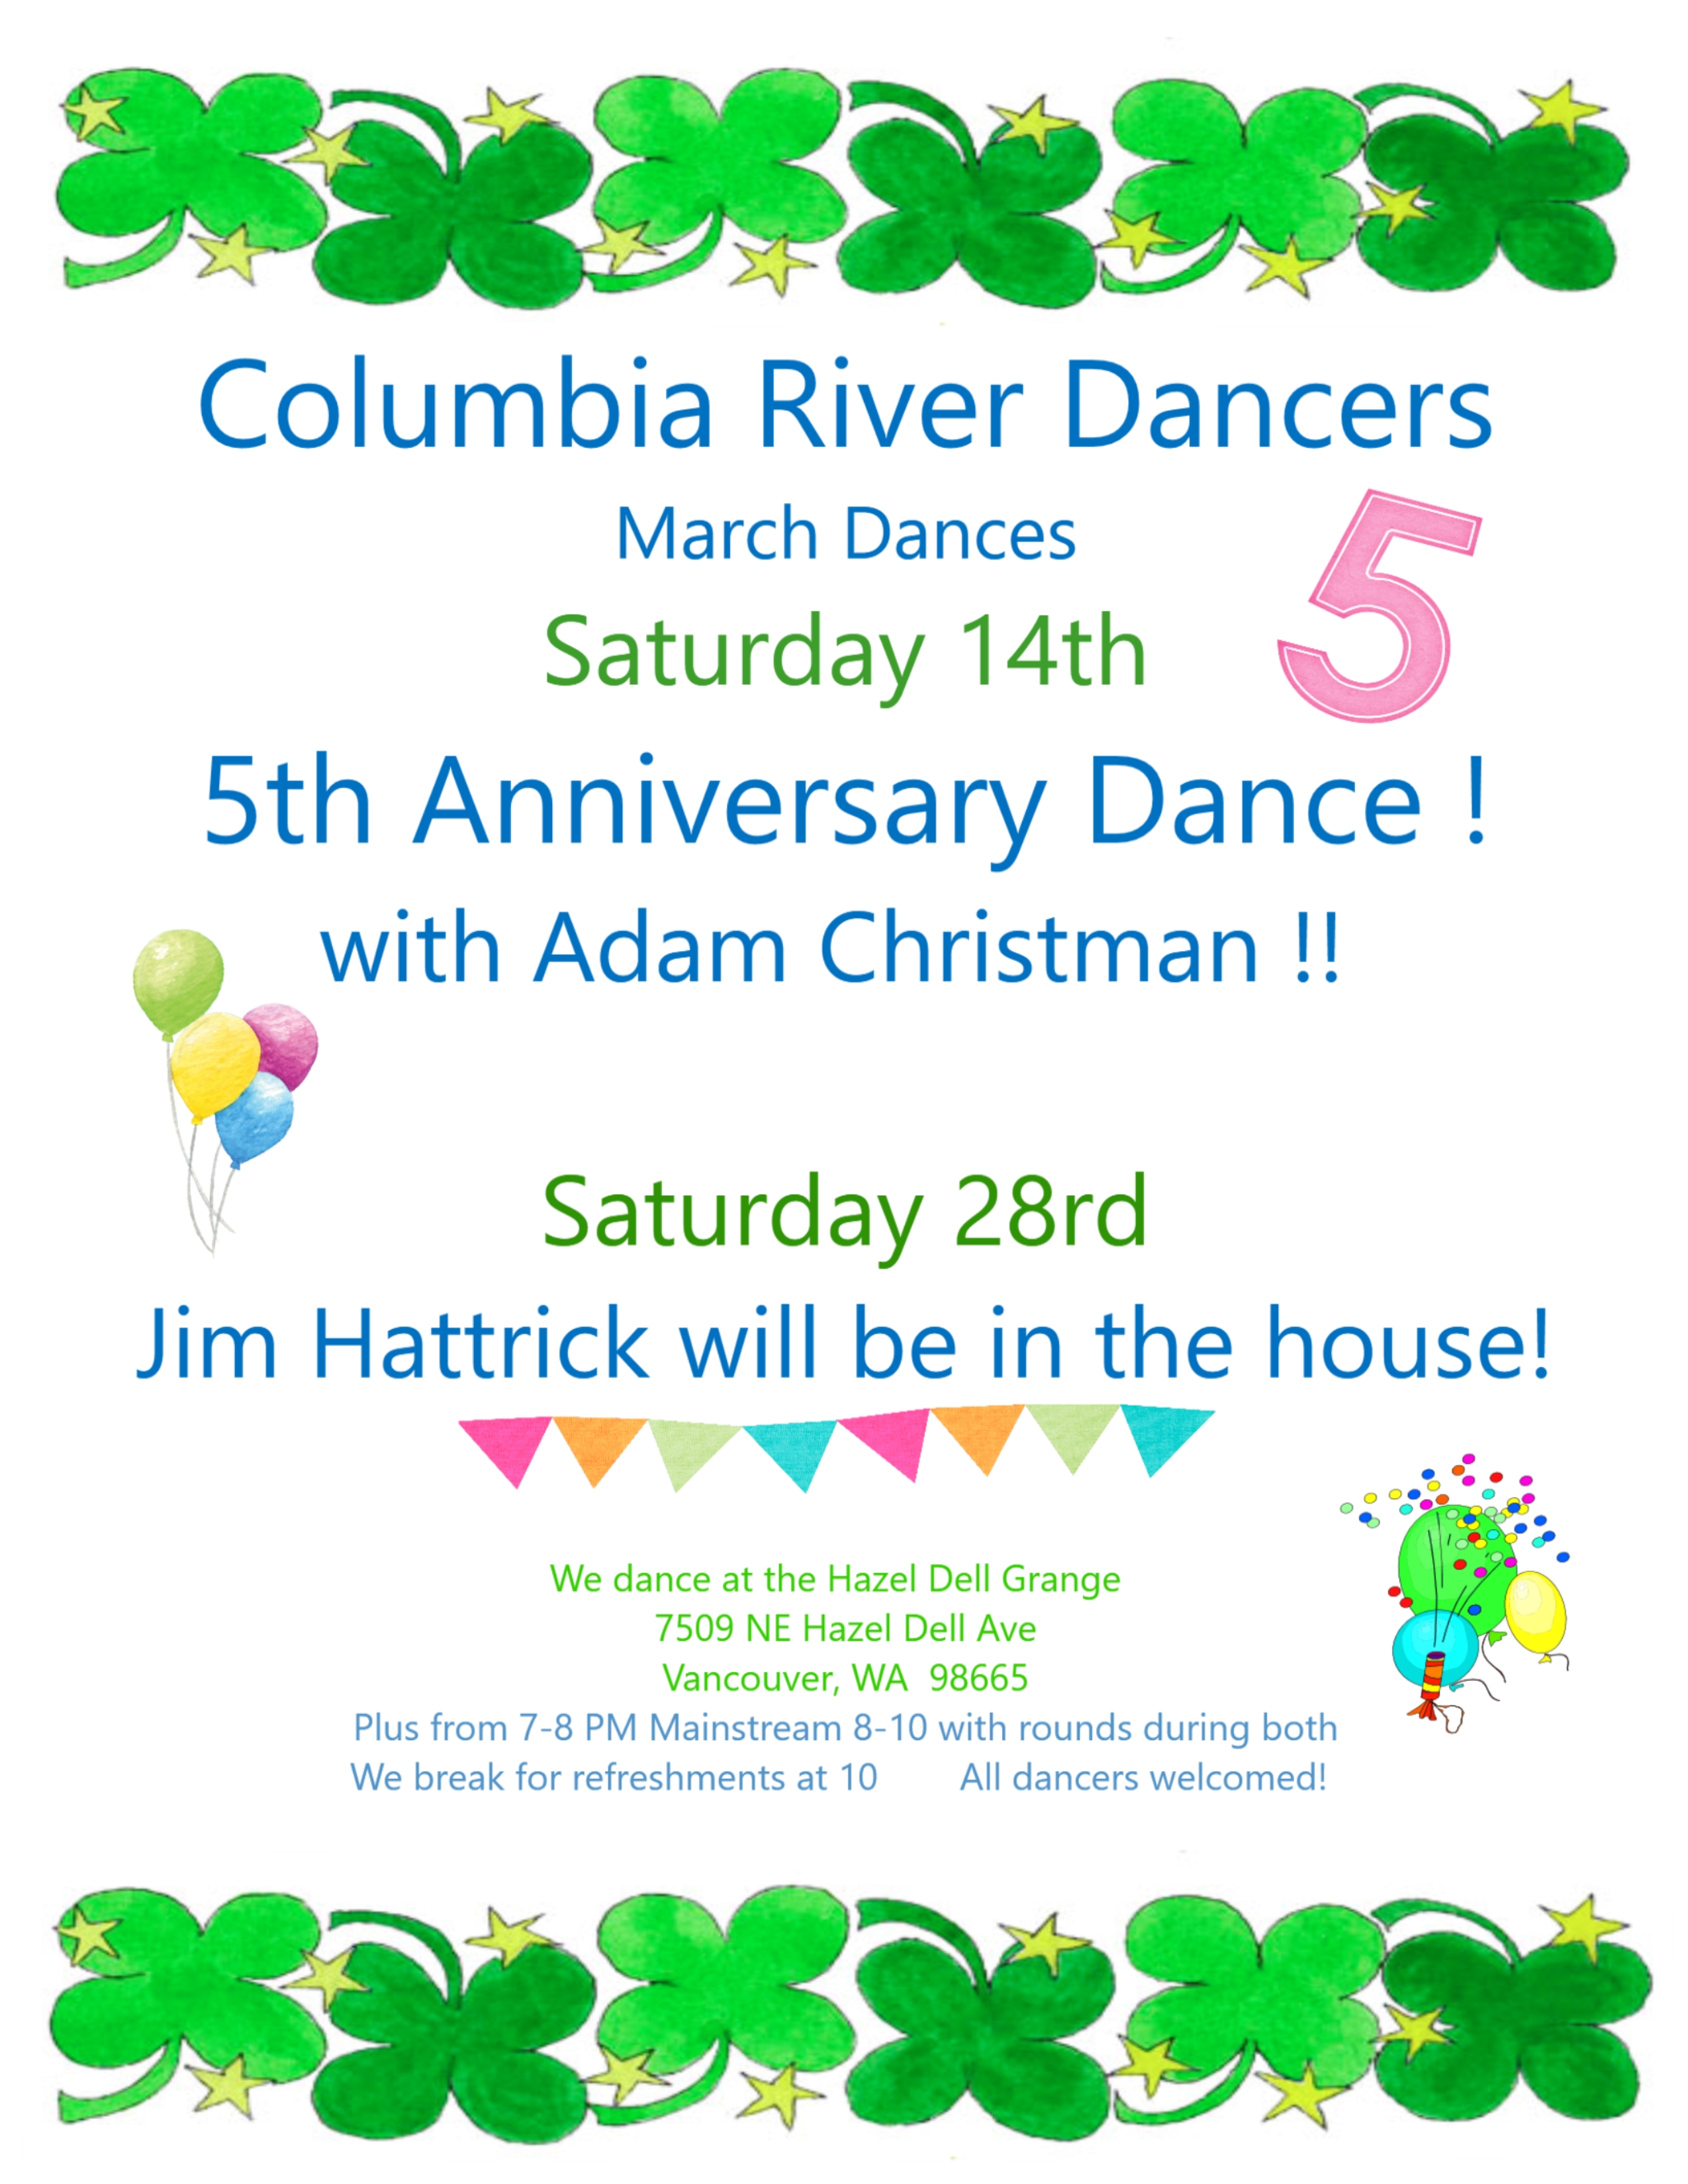 Columbia River Dancers
March Dances
5
Saturday 14th
5th Anniversary Dance !
with Adam Christman !!
Saturday 28rd
Jim Hattrick will be in the house!
We dance at the Hazel Dell Grange
7509 NE Hazel Dell Ave
Vancouver, WA  98665
Plus from 7-8 PM Mainstream 8-10 with rounds during both
We break for refreshments at 10        All dancers welcomed!